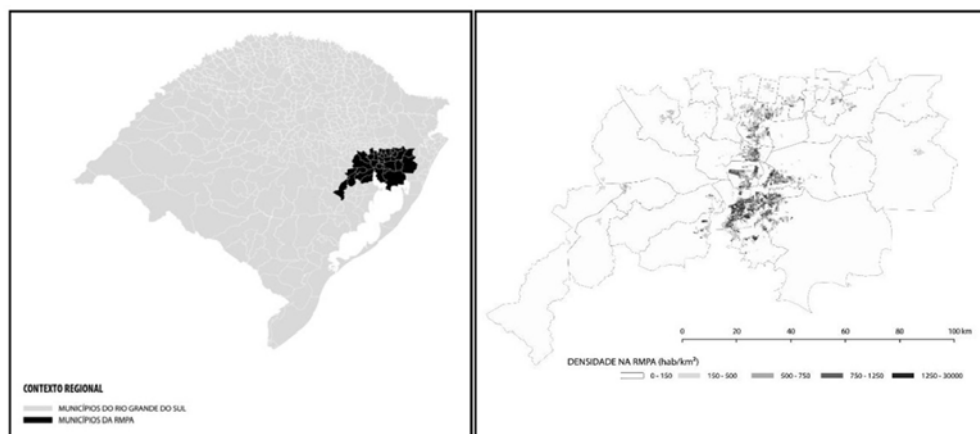 CONTEXTO REGIONAL
MUNICÍPIOS DO RIO GRANDE DO SUL
MUNICÍPIOS DA RMPA
0 20 40 60 80 100 km
DENSIDADE NA RMPA (hab/km²)
0 - 150 150 - 500 500 - 750 750 - 1250 1250 - 30000